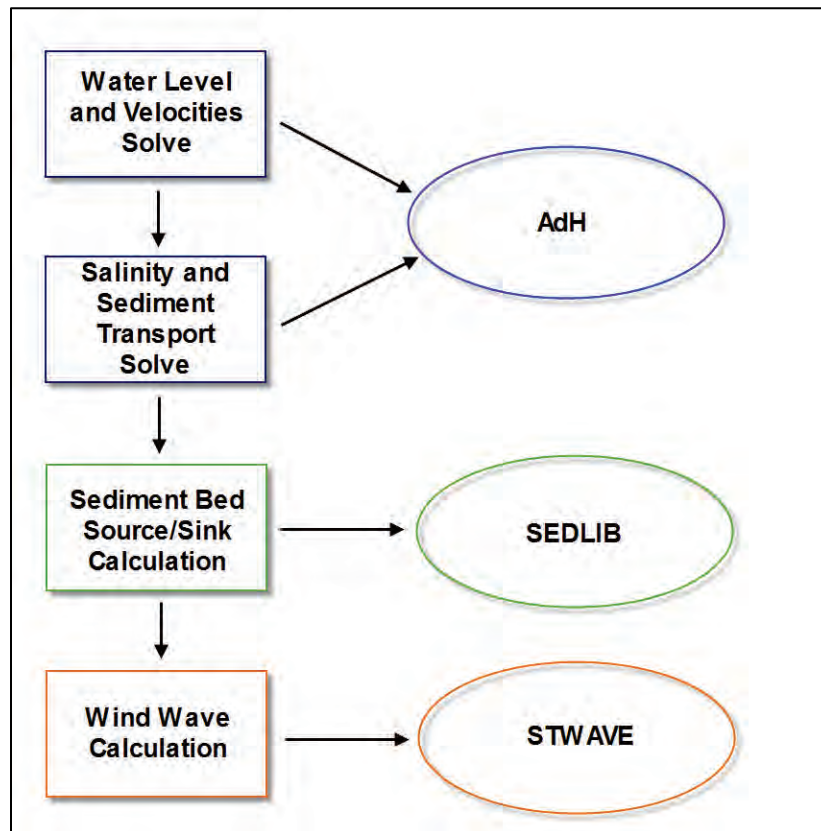 Water Level
and Velocities
Solve
AdH
Salinity and
Sediment
Transport
Solve
Sediment Bed
Source/Sink
Calculation
SEDLIB
Wind Wave
Calculation
STWAVE